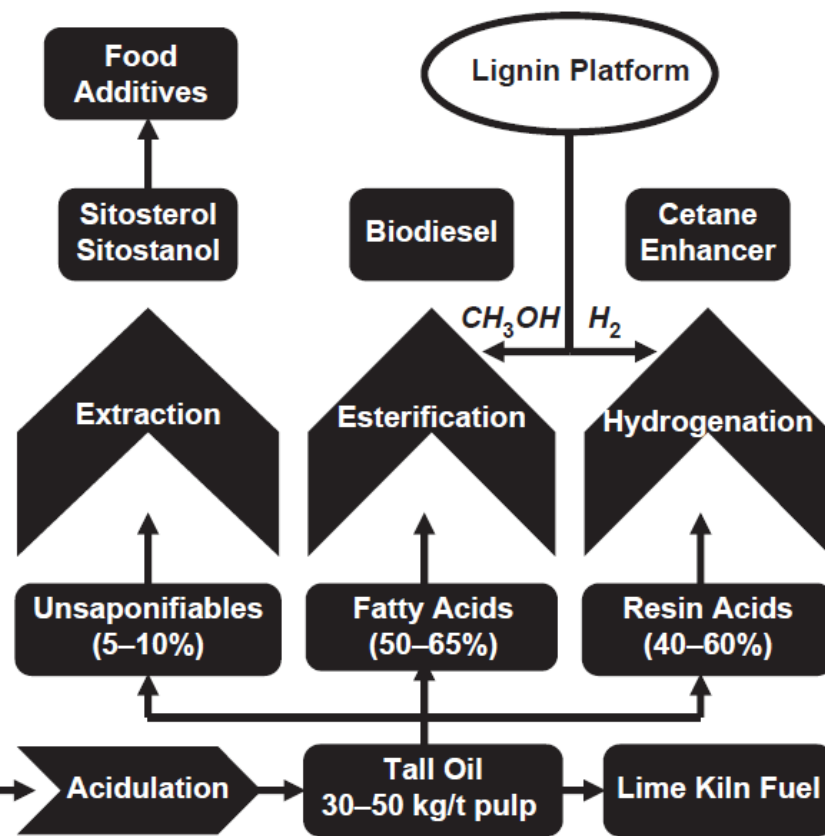 Food
Additives
Lignin Platform
Sitosterol
Sitostanol
Biodiesel
Cetane
Enhancer
CH₃OH
H₂
Extraction
Esterification
Hydrogenation
Unsaponifiables
(5–10%)
Fatty Acids
(50–65%)
Resin Acids
(40–60%)
Acidulation
Tall Oil
30–50 kg/t pulp
Lime Kiln Fuel